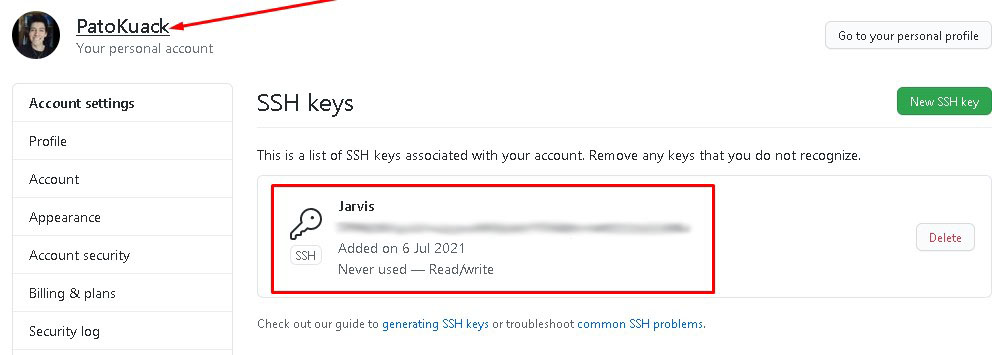 PatoKuack
Your personal account
Go to your personal profile
Account settings
Profile
Account
Appearance
Account security
Billing & plans
Security log
SSH keys
New SSH key
This is a list of SSH keys associated with your account. Remove any keys that you do not recognize.
Jarvis
SSH
Added on 6 Jul 2021
Never used — Read/write
Delete
Check out our guide to generating SSH keys or troubleshoot common SSH problems.